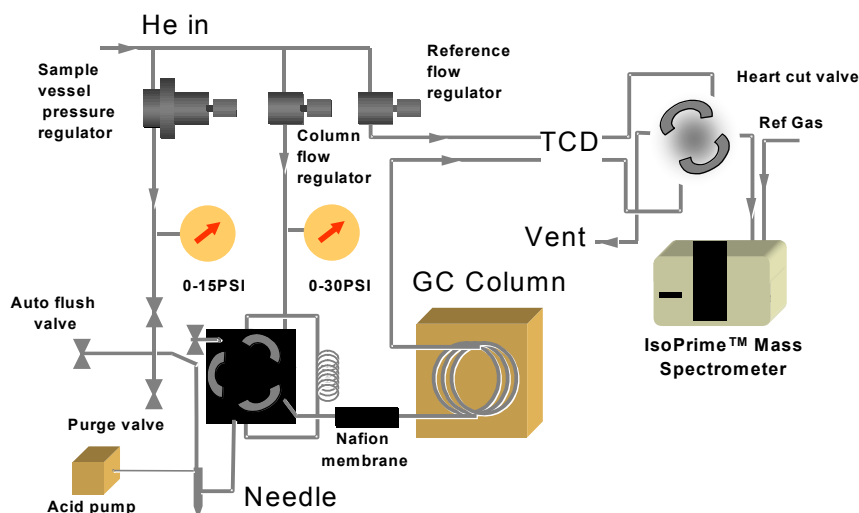 He in
Sample
vessel
pressure
regulator
Column
flow
regulator
Reference
flow
regulator
TCD
Heart cut valve
Ref Gas
Vent
0-15PSI
0-30PSI
GC Column
Auto flush
valve
IsoPrime™ Mass
Spectrometer
Purge valve
Nafion
membrane
Acid pump
Needle